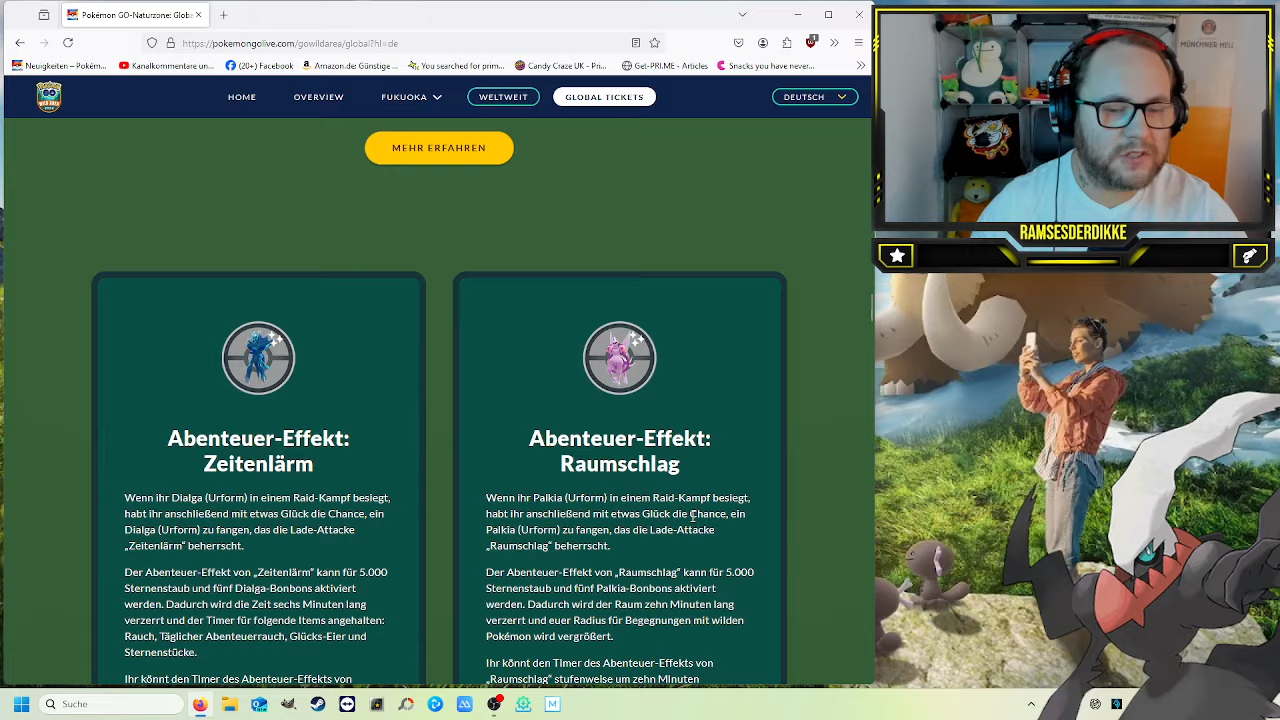 Pokémon GO-Naturzone: Globa
https://pokemongolive.com/gowildarea/global?hl=de
1
Neuigkeiten – Pokém...
Kanalkommentare un...
(20+) Facebook
Amazon.de:Günstige ...
You searched for prim...
Candy Craze UK - Pri...
Get-PRiME - Articles
Snacks you have never...
HOME
OVERVIEW
FUKUOKA
WELTWEIT
GLOBAL TICKETS
DEUTSCH
MEHR ERFAHREN
Abenteuer-Effekt:
Zeitenlärm
Wenn ihr Dialga (Urform) in einem Raid-Kampf besiegt,
habt ihr anschließend mit etwas Glück die Chance, ein
Dialga (Urform) zu fangen, das die Lade-Attacke
„Zeitenlärm“ beherrscht.
Der Abenteuer-Effekt von „Zeitenlärm“ kann für 5.000
Sternenstaub und fünf Dialga-Bonbons aktiviert
werden. Dadurch wird die Zeit sechs Minuten lang
verzerrt und der Timer für folgende Items angehalten:
Rauch, Täglicher Abenteuerrauch, Glücks-Eier und
Sternenstücke.
Ihr könnt den Timer des Abenteuer-Effekts von
Abenteuer-Effekt:
Raumschlag
Wenn ihr Palkia (Urform) in einem Raid-Kampf besiegt,
habt ihr anschließend mit etwas Glück die Chance, ein
Palkia (Urform) zu fangen, das die Lade-Attacke
„Raumschlag“ beherrscht.
Der Abenteuer-Effekt von „Raumschlag“ kann für 5.000
Sternenstaub und fünf Palkia-Bonbons aktiviert
werden. Dadurch wird der Raum zehn Minuten lang
verzerrt und euer Radius für Begegnungen mit wilden
Pokémon wird vergrößert.
Ihr könnt den Timer des Abenteuer-Effekts von
„Raumschlag“ stufenweise um zehn Minuten
MÜNCHNER HELL
RAMSESDERDIKKE
Suche
M